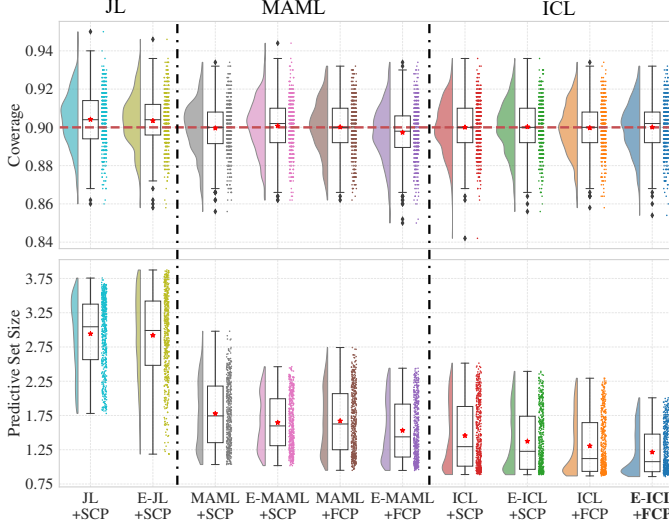 JL MAML ICL
0.94
0.92
0.90
0.88
0.86
0.84
Coverage
3.75
3.25
2.75
2.25
1.75
1.25
0.75
Predictive Set Size
JL E-JL MAML E-MAML MAML E-MAML ICL E-ICL ICL E-ICL
+SCP +SCP +SCP +SCP +FCP +FCP +SCP +SCP +FCP +FCP